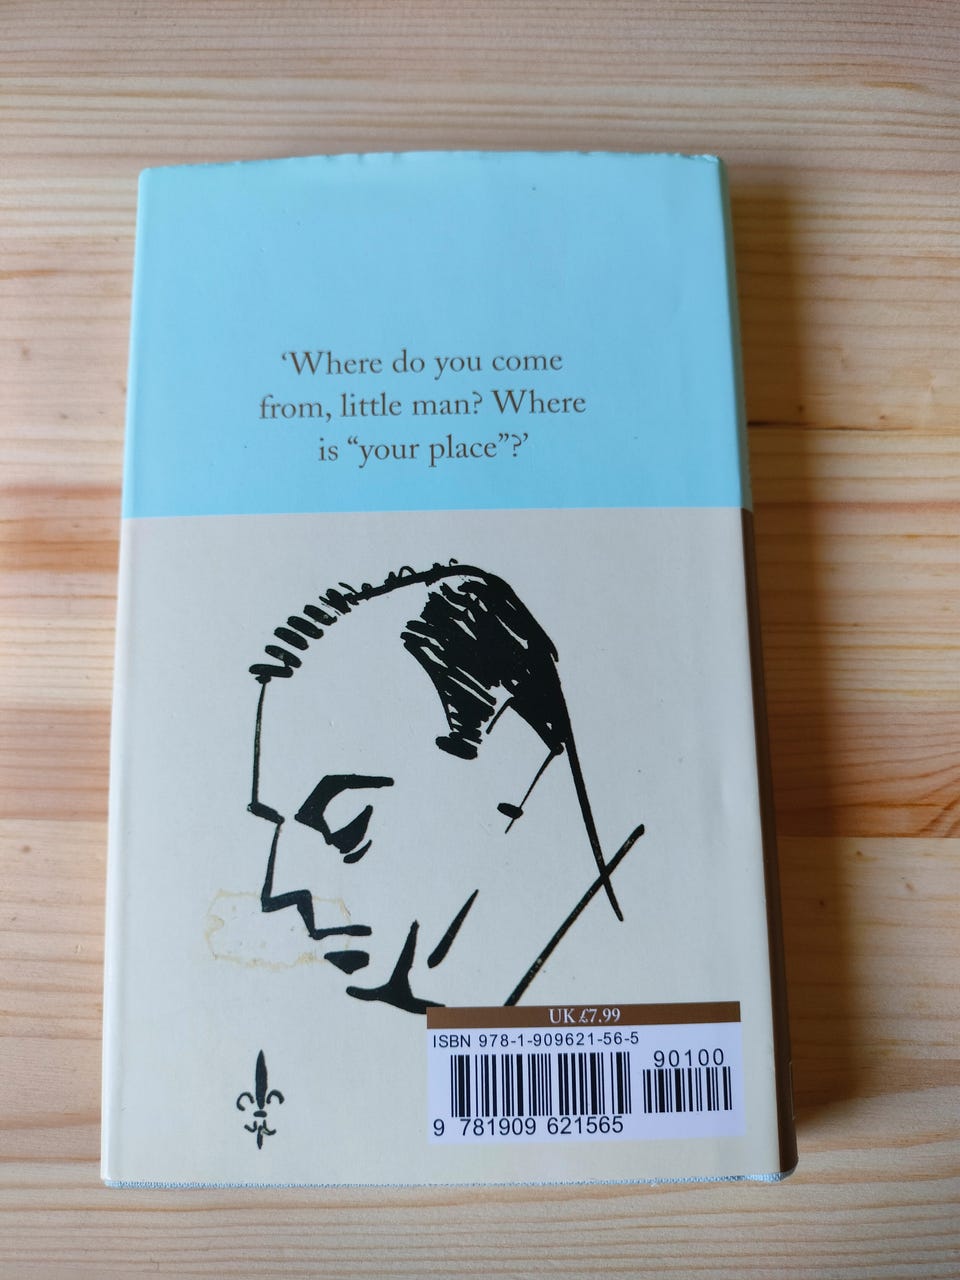 ‘Where do you come
from, little man? Where
is “your place”?’
UK £7.99
ISBN 978-1-909621-56-5
90100
9 781909 621565